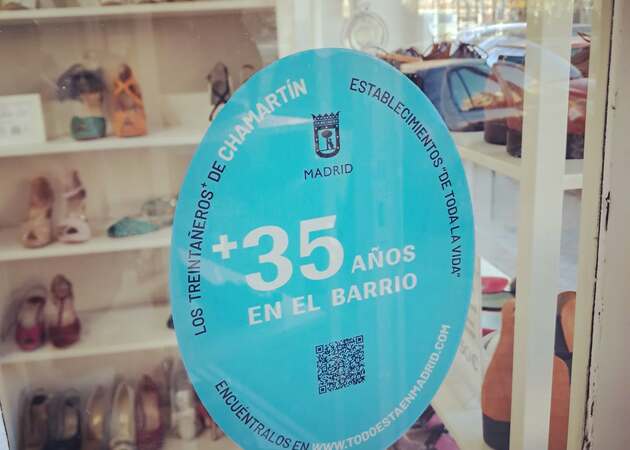 LOS TREINTAÑEROS+ DE CHAMARTÍN
ESTABLECIMIENTOS "DE TODA LA VIDA"
MADRID
+35 AÑOS
EN EL BARRIO
ENCUÉNTRALOS EN WWW.TODOESTAENMADRID.COM